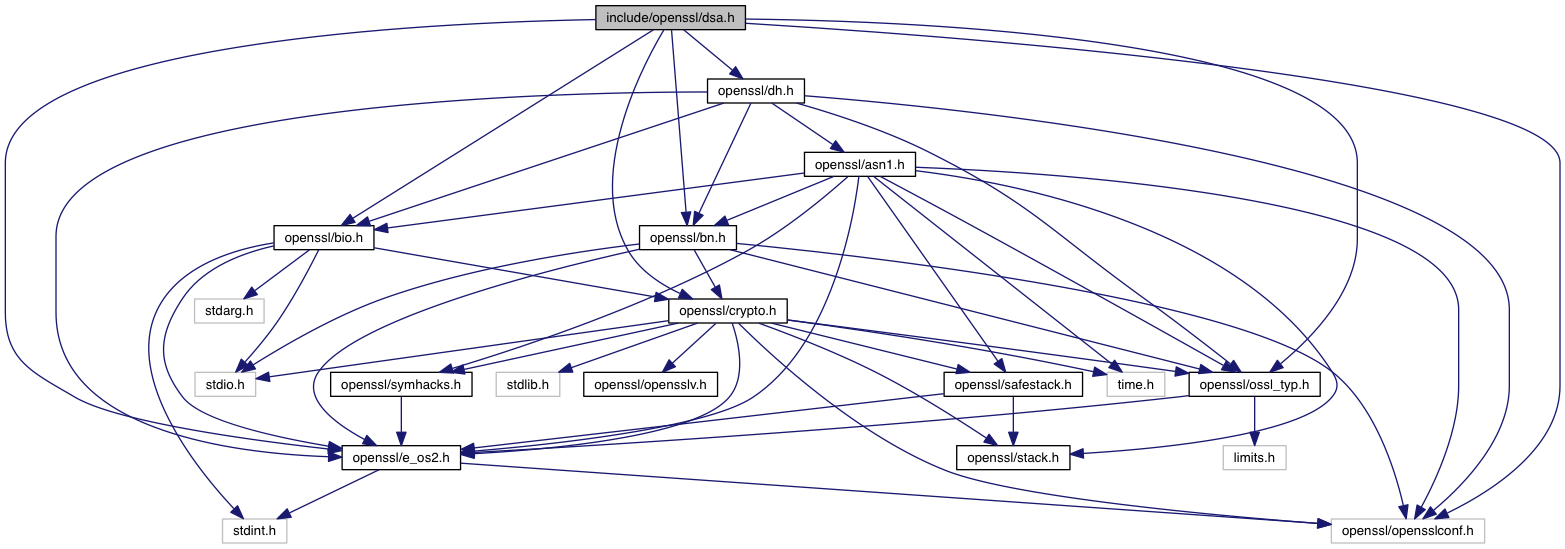 include/openssl/dsa.h
openssl/dh.h
openssl/asn1.h
openssl/bio.h
openssl/bn.h
stdarg.h
openssl/crypto.h
stdio.h
openssl/symhacks.h
stdlib.h
openssl/opensslv.h
openssl/safestack.h
time.h
openssl/ossl_typ.h
openssl/e_os2.h
openssl/stack.h
limits.h
stdint.h
openssl/opensslconf.h